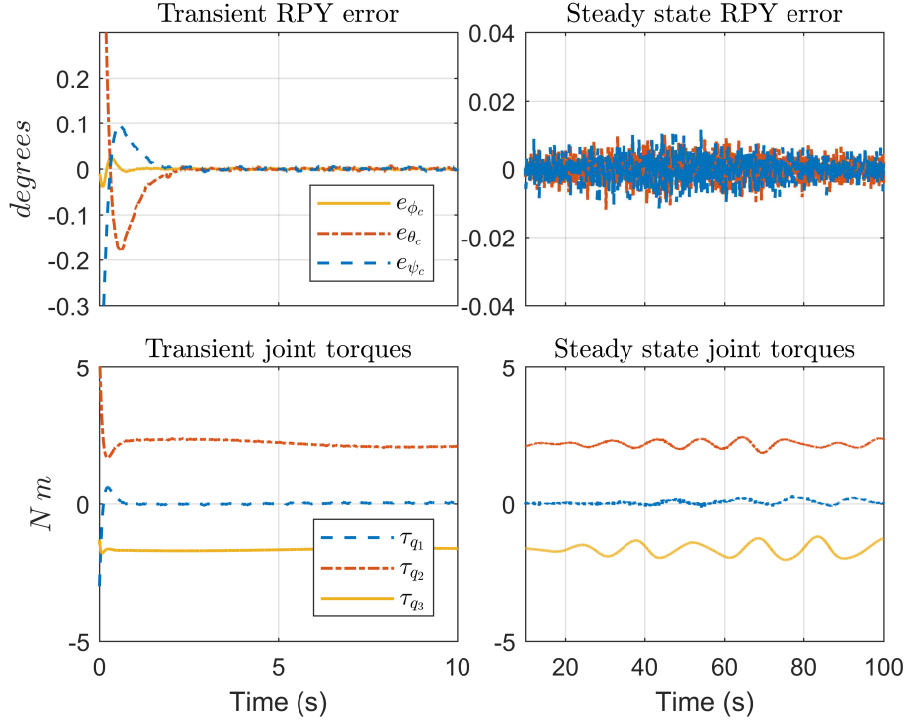 Transient RPY error
Steady state RPY error
degrees
0.2
0.1
0
-0.1
-0.2
-0.3
e_{ϕ_c}
e_{θ_c}
e_{ψ_c}
0.04
0.02
0
-0.02
-0.04
Transient joint torques
Steady state joint torques
N m
5
0
-5
τ_{q_1}
τ_{q_2}
τ_{q_3}
0 5 10
Time (s)
5
0
-5
20 40 60 80 100
Time (s)